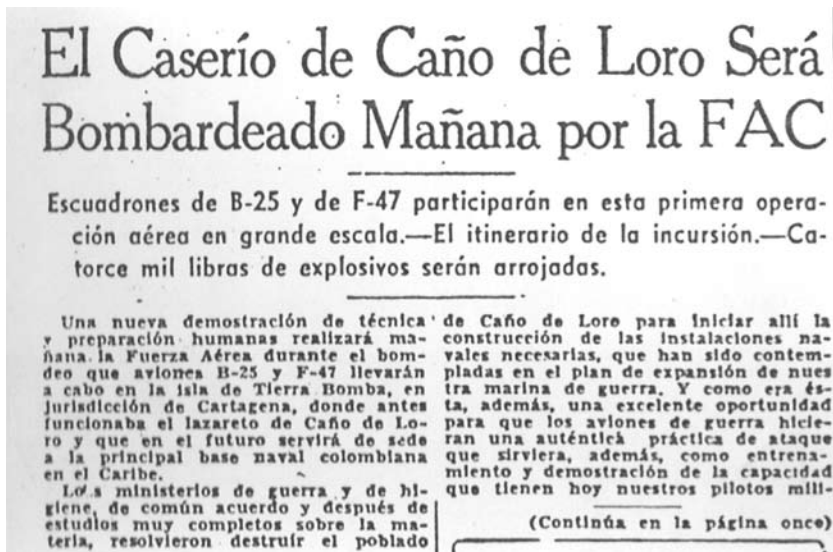 El Caserío de Caño de Loro Será
Bombardeado Mañana por la FAC
Escuadrones de B-25 y de F-47 participarán en esta primera opera-
ción aérea en grande escala.—El itinerario de la incursión.—Ca-
torce mil libras de explosivos serán arrojadas.
Una nueva demostración de técnica
y preparación humanas realizará ma-
ñana la Fuerza Aérea durante el bom-
deo que aviones B-25 y F-47 llevarán
a cabo en la isla de Tierra Bomba, en
jurisdicción de Cartagena, donde antes
funcionaba el lazareto de Caño de Lo-
ro y que en el futuro servirá de sede
a la principal base naval colombiana
en el Caribe.
Los ministerios de guerra y de hi-
giene, de común acuerdo y después de
estudios muy completos sobre la ma-
teria, resolvieron destruír el poblado
de Caño de Loro para iniciar allí la
construcción de las instalaciones na-
vales necesarias, que han sido contem-
pladas en el plan de expansión de nues
tra marina de guerra. Y como era és-
ta, además, una excelente oportunidad
para que los aviones de guerra hicie-
ran una auténtica práctica de ataque
que sirviera, además, como entrena-
miento y demostración de la capacidad
que tienen hoy nuestros pilotos mili-
(Continúa en la página once)